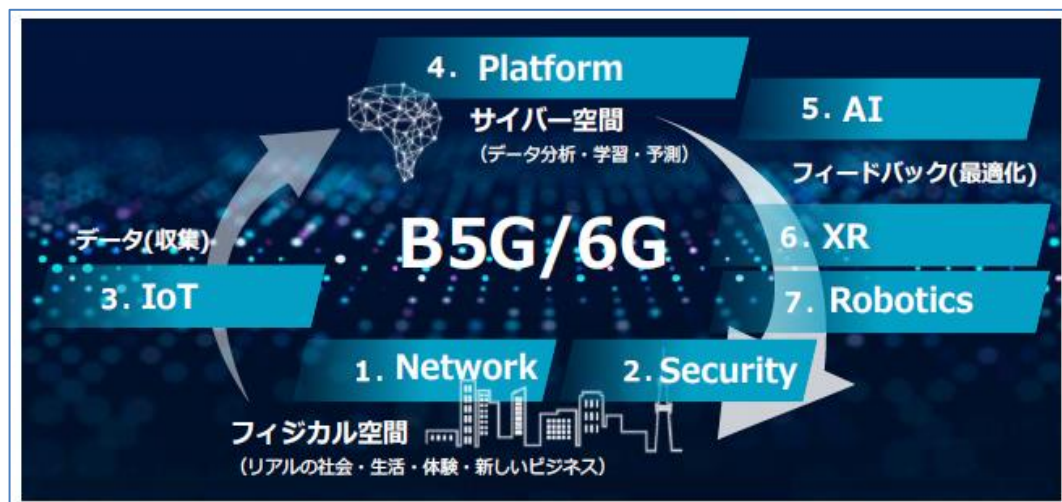 4. Platform
サイバー空間
（データ分析・学習・予測）
5. AI
フィードバック(最適化)
データ(収集)
B5G/6G
6. XR
3. IoT
7. Robotics
1. Network
2. Security
フィジカル空間
（リアルの社会・生活・体験・新しいビジネス）